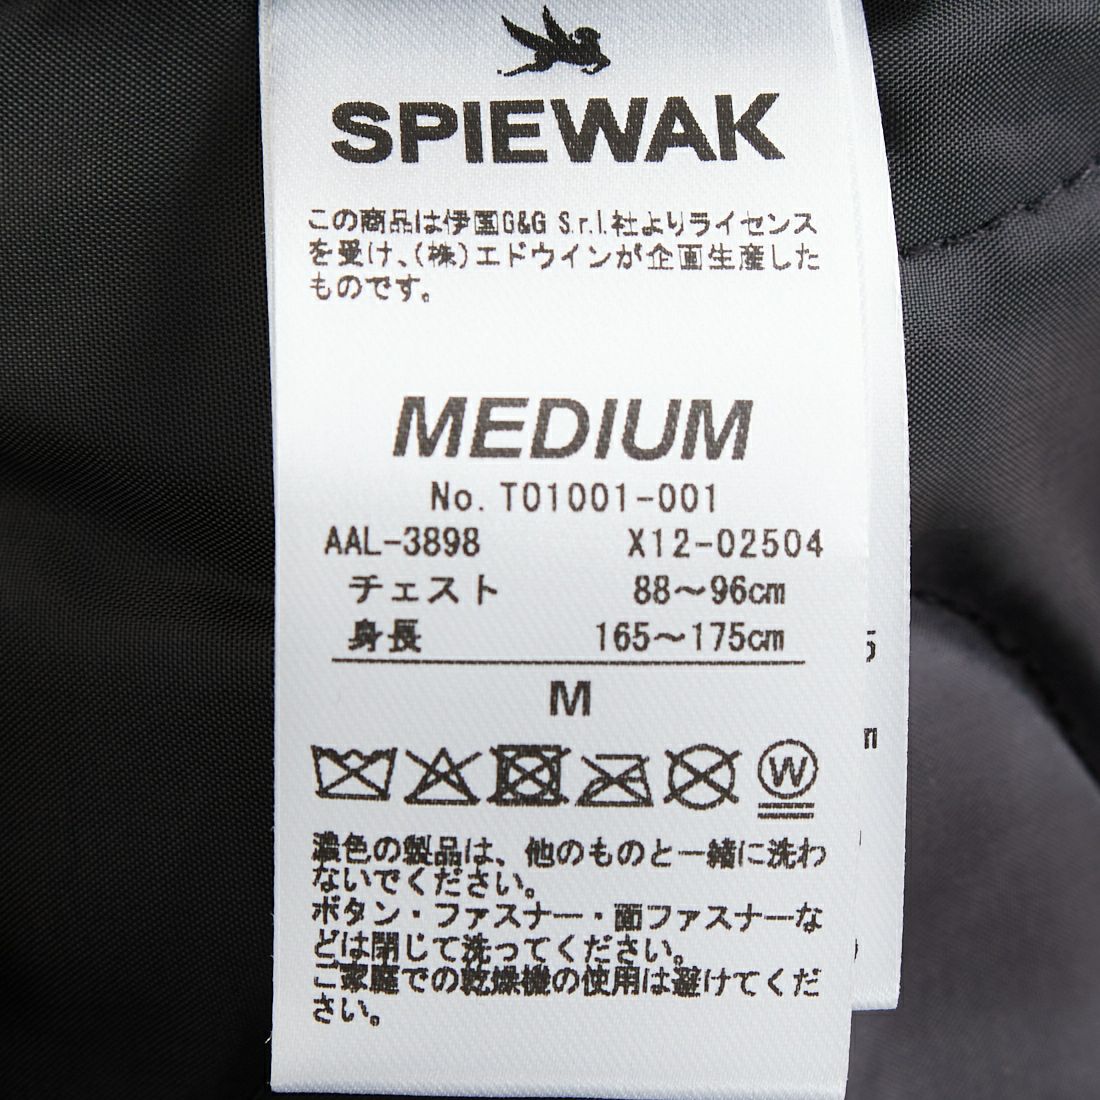 SPIEWAK
この商品は伊国G&G S.r.l.社よりライセンス
を受け、(株)エドウインが企画生産した
ものです。
MEDIUM
No. T01001-001
AAL-3898 X12-02504
チェスト 88～96cm
身長 165～175cm
M
W
濃色の製品は、他のものと一緒に洗わ
ないでください。
ボタン・ファスナー・面ファスナーな
どは閉じて洗ってください。
ご家庭での乾燥機の使用は避けてくだ
さい。